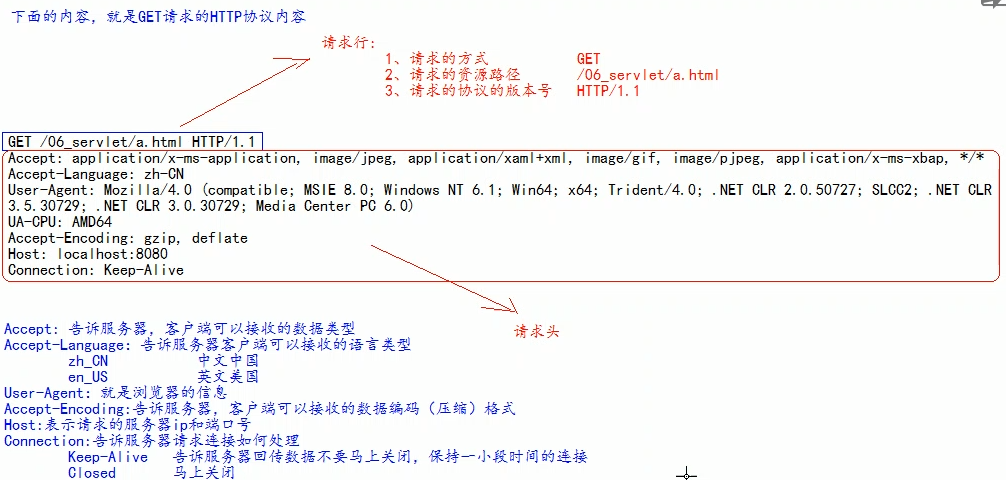 下面的内容，就是GET请求的HTTP协议内容
请求行:
1、请求的方式 GET
2、请求的资源路径 /06_servlet/a.html
3、请求的协议的版本号 HTTP/1.1
GET /06_servlet/a.html HTTP/1.1
Accept: application/x-ms-application, image/jpeg, application/xaml+xml, image/gif, image/pjpeg, application/x-ms-xbap, */*
Accept-Language: zh-CN
User-Agent: Mozilla/4.0 (compatible; MSIE 8.0; Windows NT 6.1; Win64; x64; Trident/4.0; .NET CLR 2.0.50727; SLCC2; .NET CLR
3.5.30729; .NET CLR 3.0.30729; Media Center PC 6.0)
UA-CPU: AMD64
Accept-Encoding: gzip, deflate
Host: localhost:8080
Connection: Keep-Alive
请求头
Accept: 告诉服务器，客户端可以接收的数据类型
Accept-Language: 告诉服务器客户端可以接收的语言类型
zh_CN 中文中国
en_US 英文美国
User-Agent: 就是浏览器的信息
Accept-Encoding:告诉服务器，客户端可以接收的数据编码（压缩）格式
Host:表示请求的服务器ip和端口号
Connection:告诉服务器请求连接如何处理
Keep-Alive 告诉服务器回传数据不要马上关闭，保持一小段时间的连接
Closed 马上关闭